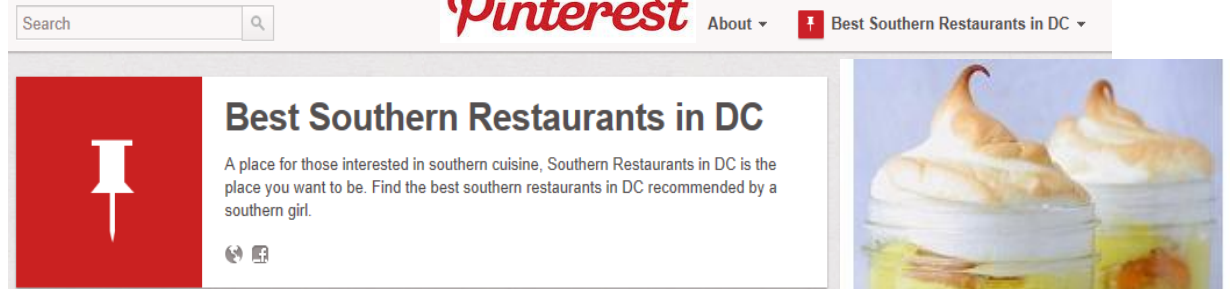 Search
Pinterest
About
Best Southern Restaurants in DC
Best Southern Restaurants in DC
A place for those interested in southern cuisine, Southern Restaurants in DC is the
place you want to be. Find the best southern restaurants in DC recommended by a
southern girl.